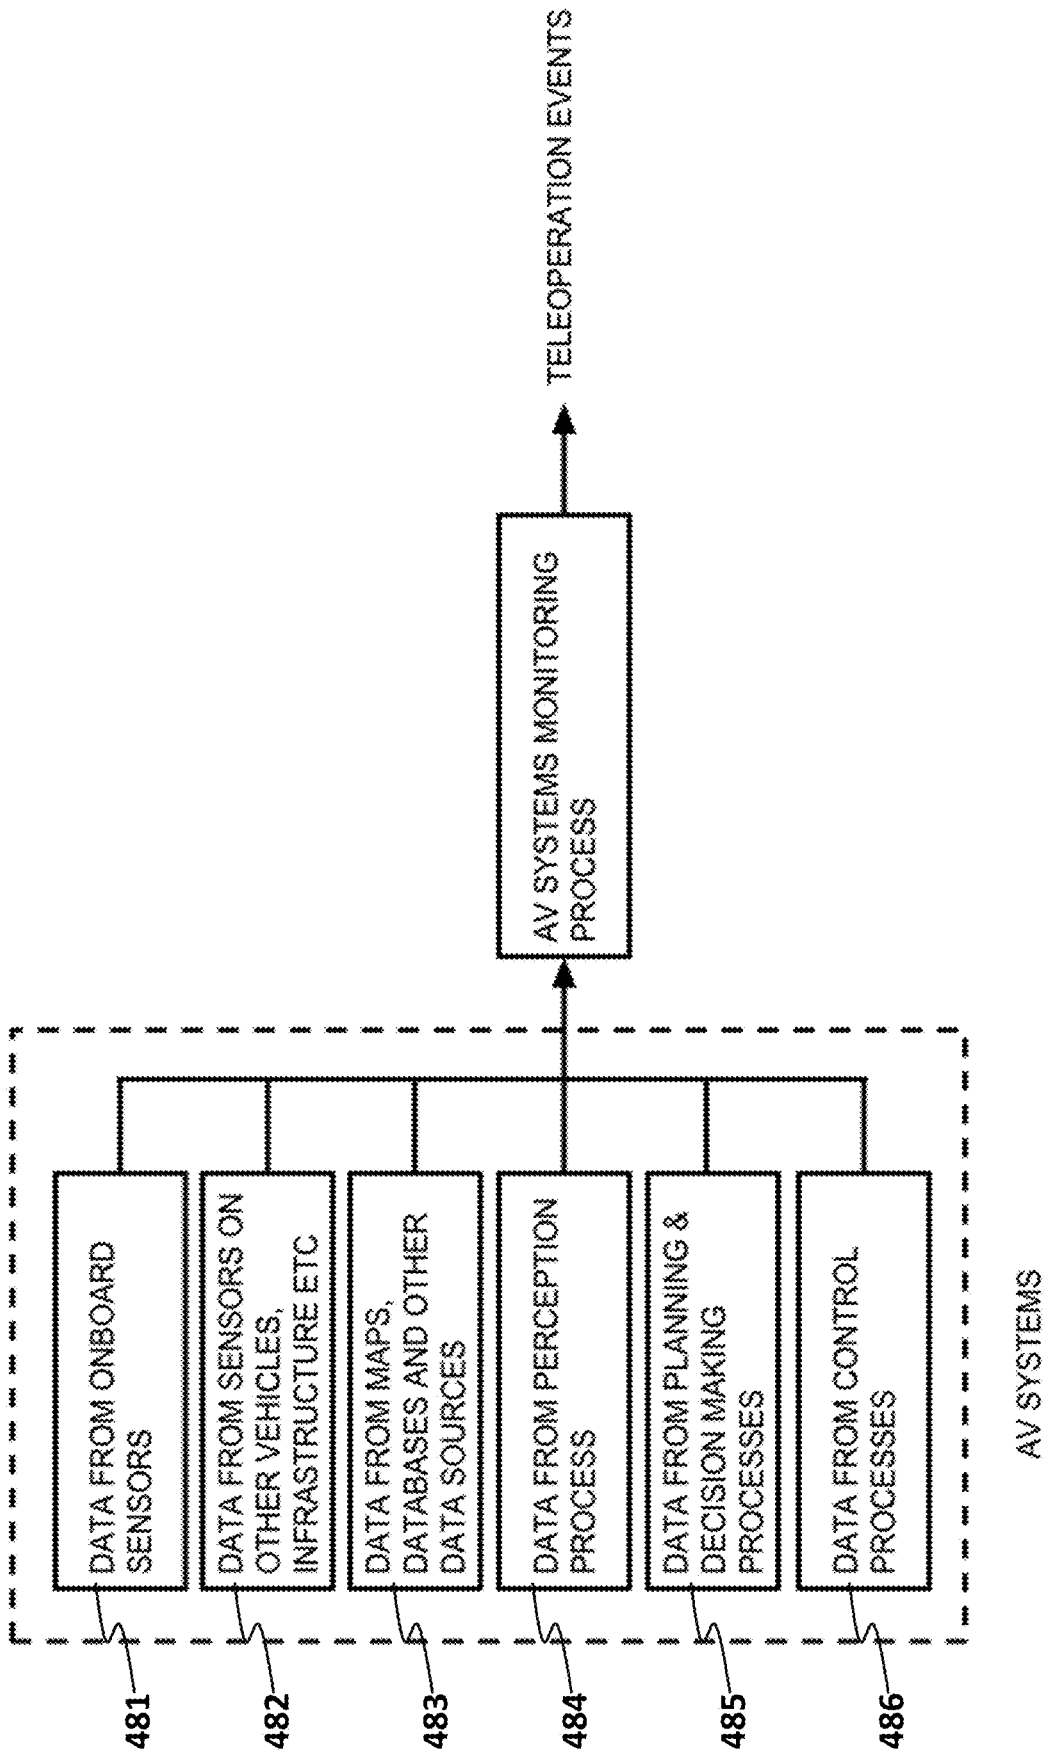 481
DATA FROM ONBOARD
SENSORS
482
DATA FROM SENSORS ON
OTHER VEHICLES,
INFRASTRUCTURE ETC
483
DATA FROM MAPS,
DATABASES AND OTHER
DATA SOURCES
484
DATA FROM PERCEPTION
PROCESS
485
DATA FROM PLANNING &
DECISION MAKING
PROCESSES
486
DATA FROM CONTROL
PROCESSES
AV SYSTEMS
AV SYSTEMS MONITORING
PROCESS
TELEOPERATION EVENTS